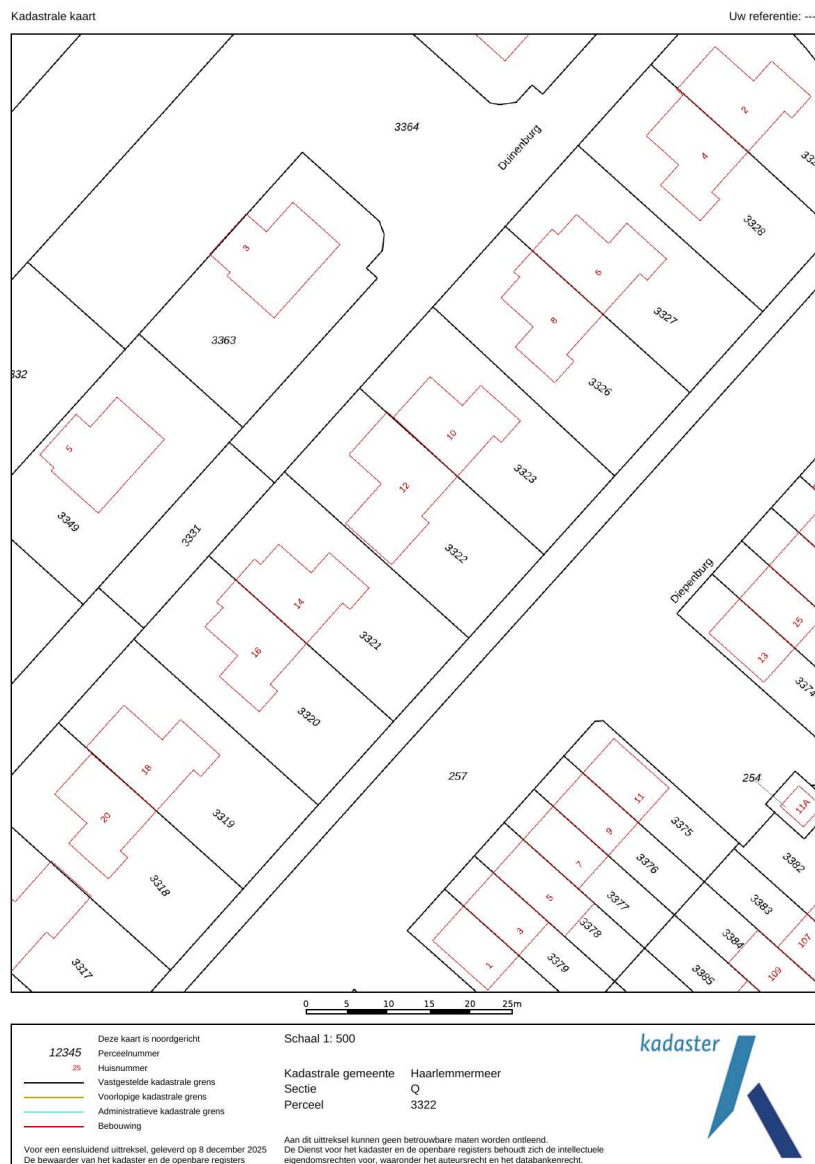 Kadastrale kaart
Uw referentie: ---
3364
Duinenburg
2
4
3328
3
6
3327
8
3363
332
3326
10
5
3323
12
3349
3331
3322
Diepenburg
14
15
16
3321
13
3374
3320
18
257
254
11
11A
20
3319
3375
9
3382
7
3376
3318
5
3377
3383
3
3378
3384
107
1
3379
3385
109
3317
0 5 10 15 20 25m
Deze kaart is noordgericht
12345 Perceelnummer
25 Huisnummer
Vastgestelde kadastrale grens
Voorlopige kadastrale grens
Administratieve kadastrale grens
Bebouwing
Voor een eensluidend uittreksel, geleverd op 8 december 2025
De bewaarder van het kadaster en de openbare registers
Schaal 1: 500
Kadastrale gemeente Haarlemmermeer
Sectie Q
Perceel 3322
Aan dit uittreksel kunnen geen betrouwbare maten worden ontleend.
De Dienst voor het kadaster en de openbare registers behoudt zich de intellectuele
eigendomsrechten voor, waaronder het auteursrecht en het databankenrecht.
kadaster